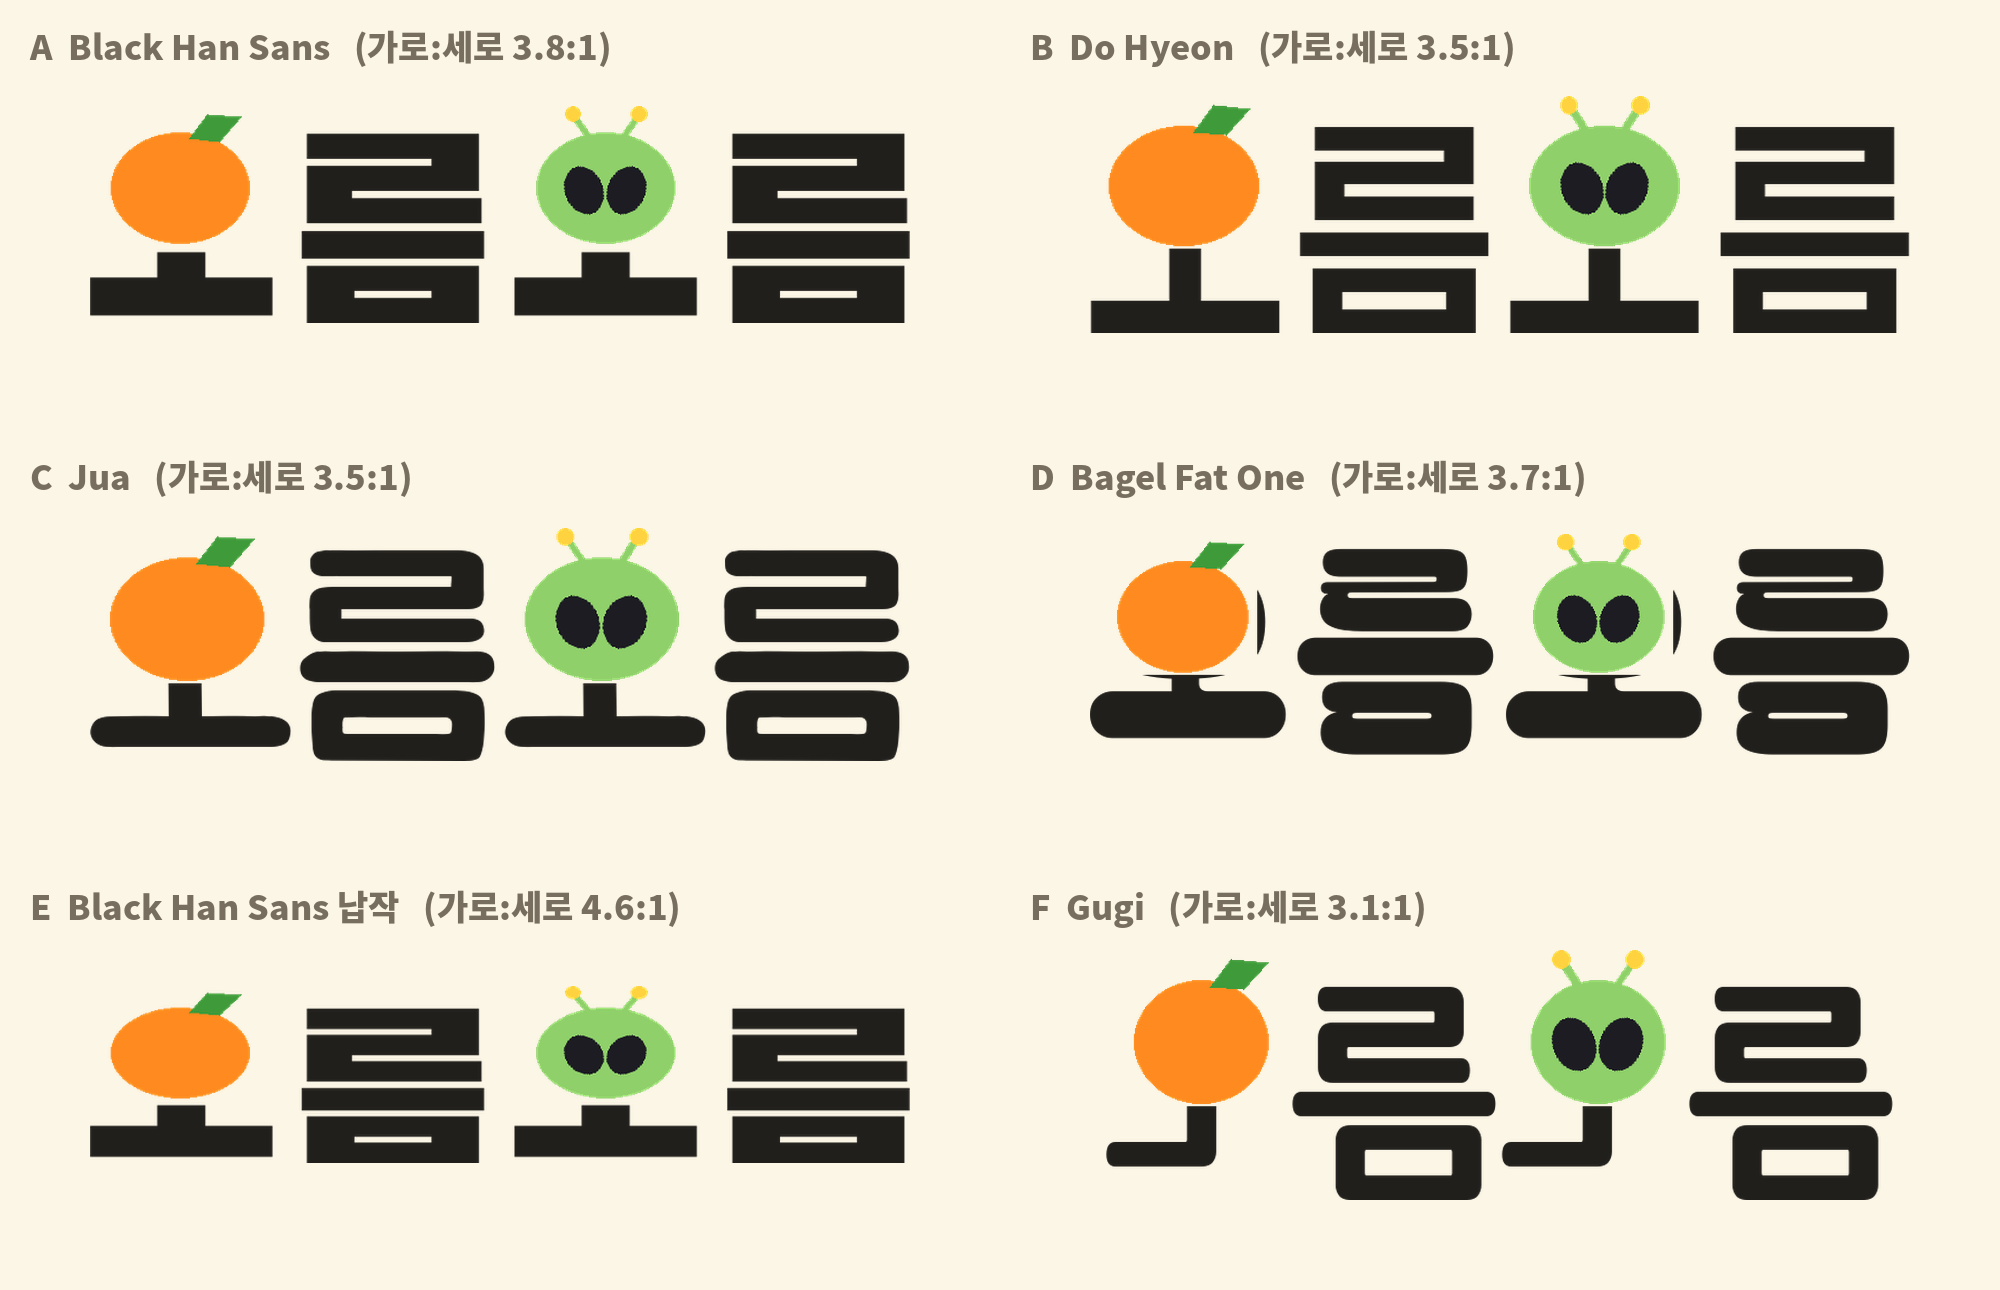 A Black Han Sans (가로:세로 3.8:1)
오름오름
B Do Hyeon (가로:세로 3.5:1)
오름오름
C Jua (가로:세로 3.5:1)
오름오름
D Bagel Fat One (가로:세로 3.7:1)
오름오름
E Black Han Sans 납작 (가로:세로 4.6:1)
오름오름
F Gugi (가로:세로 3.1:1)
오름오름